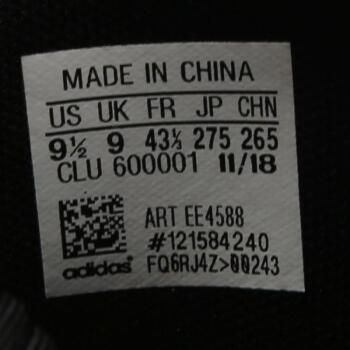 MADE IN CHINA
US UK FR JP CHN
9½ 9 43⅓ 275 265
CLU 600001 11/18
ART EE4588
#121584240
adidas FQ6RJ4Z>00243